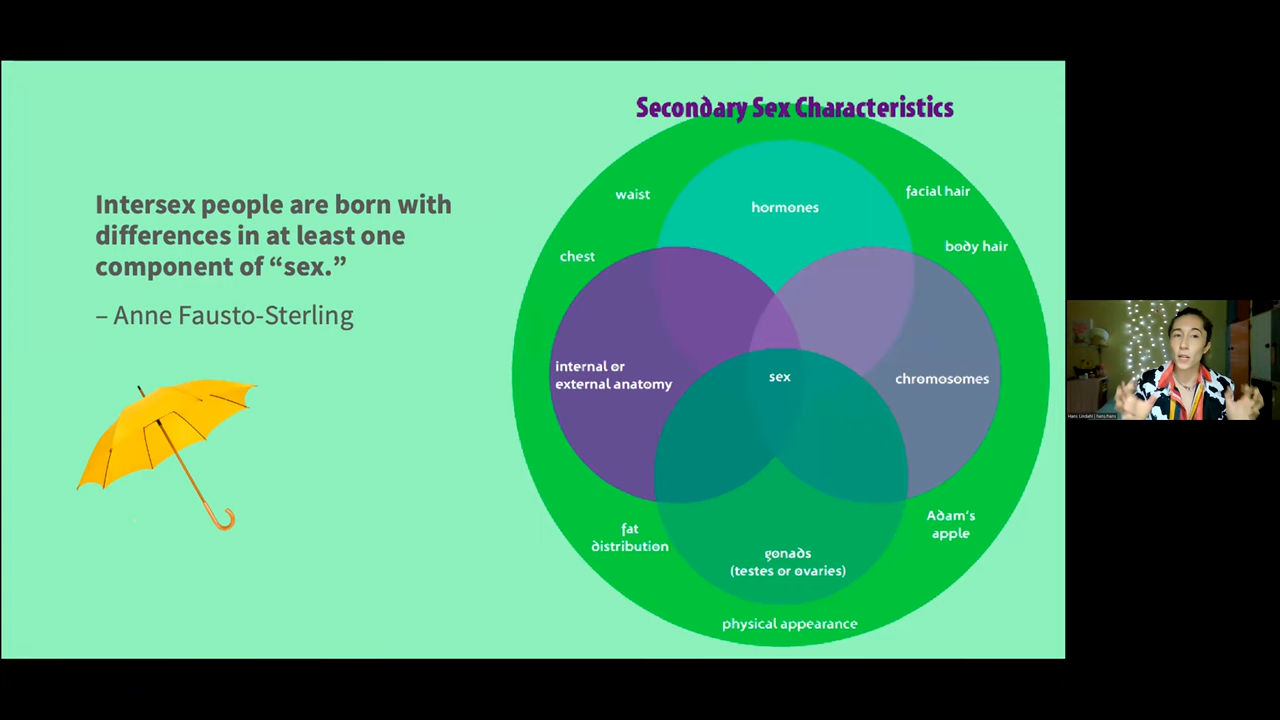 Intersex people are born with
differences in at least one
component of “sex.”
– Anne Fausto-Sterling
Secondary Sex Characteristics
waist
hormones
facial hair
chest
body hair
internal or
external anatomy
sex
chromosomes
fat
distribution
gonads
(testes or ovaries)
Adam's
apple
physical appearance